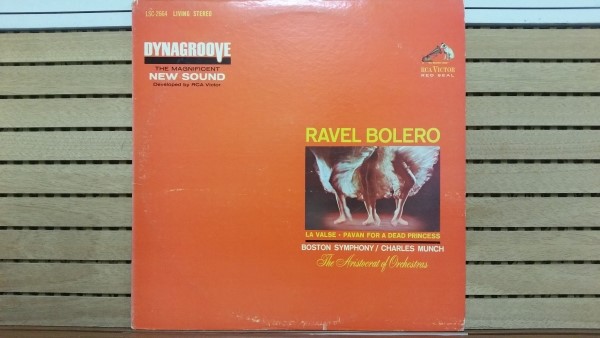 LSC-2664 LIVING STEREO
DYNAGROOVE
THE MAGNIFICENT
NEW SOUND
Developed by RCA Victor
RCA VICTOR
RED SEAL
RAVEL BOLERO
LA VALSE • PAVAN FOR A DEAD PRINCESS
BOSTON SYMPHONY / CHARLES MUNCH
The Aristocrat of Orchestras